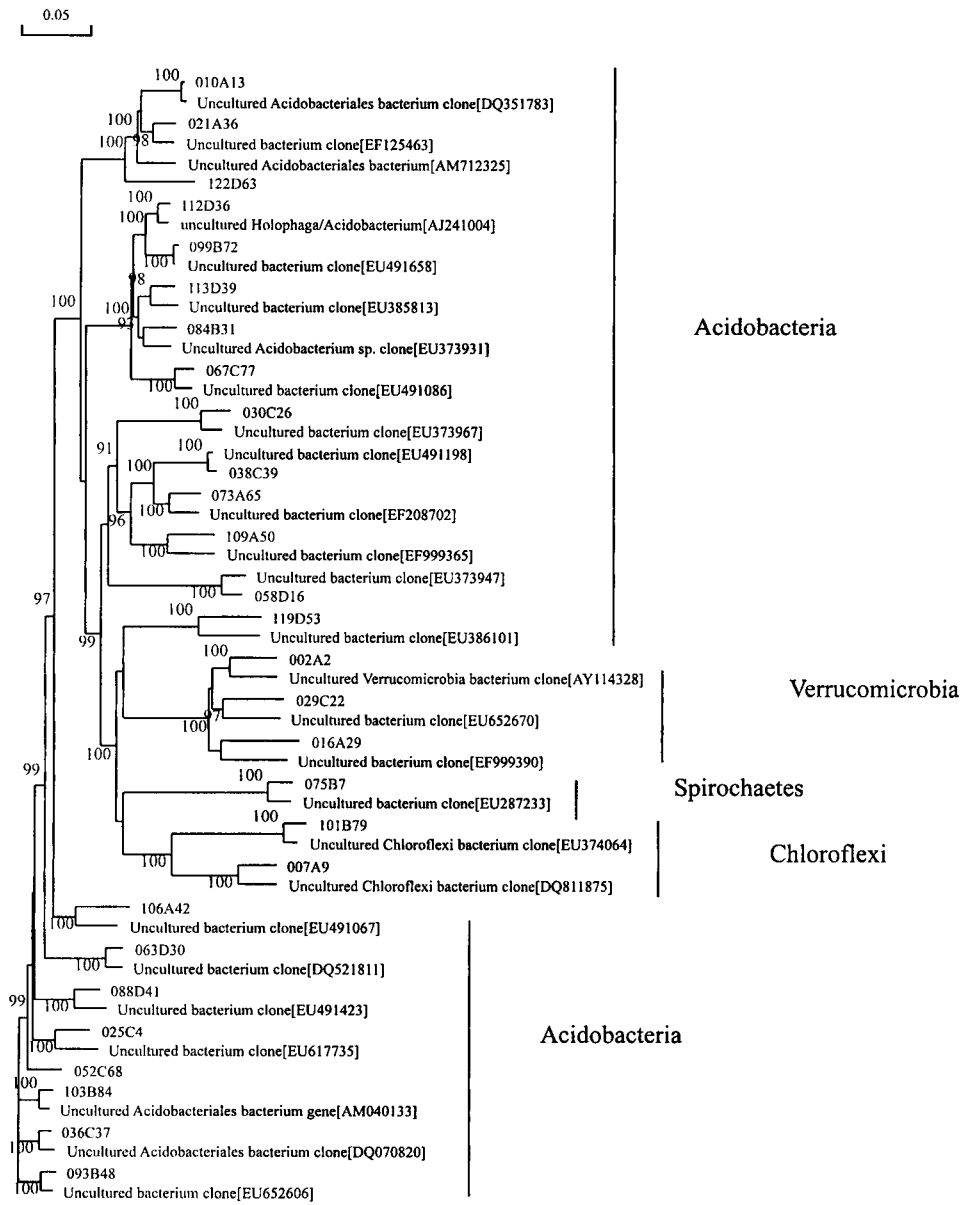 0.05
100
010A13
Uncultured Acidobacteriales bacterium clone[DQ351783]
100
021A36
100
98
Uncultured bacterium clone[EF125463]
Uncultured Acidobacteriales bacterium[AM712325]
122D63
100
112D36
100
uncultured Holophaga/Acidobacterium[AJ241004]
099B72
100
Uncultured bacterium clone[EU491658]
98
113D39
100
Uncultured bacterium clone[EU385813]
100
93
084B31
Acidobacteria
Uncultured Acidobacterium sp. clone[EU373931]
067C77
100
Uncultured bacterium clone[EU491086]
100
030C26
Uncultured bacterium clone[EU373967]
91
100
Uncultured bacterium clone[EU491198]
100
038C39
073A65
100
Uncultured bacterium clone[EF208702]
96
109A50
100
Uncultured bacterium clone[EF999365]
Uncultured bacterium clone[EU373947]
100
058D16
97
100
119D53
99
Uncultured bacterium clone[EU386101]
100
002A2
Uncultured Verrucomicrobia bacterium clone[AY114328]
Verrucomicrobia
029C22
97
100
Uncultured bacterium clone[EU652670]
016A29
100
Uncultured bacterium clone[EF999390]
99
100
075B7
Spirochaetes
Uncultured bacterium clone[EU287233]
100
101B79
Uncultured Chloroflexi bacterium clone[EU374064]
100
Chloroflexi
007A9
100
Uncultured Chloroflexi bacterium clone[DQ811875]
106A42
100
Uncultured bacterium clone[EU491067]
063D30
100
Uncultured bacterium clone[DQ521811]
088D41
99
100
Uncultured bacterium clone[EU491423]
025C4
Acidobacteria
100
Uncultured bacterium clone[EU617735]
052C68
100
103B84
Uncultured Acidobacteriales bacterium gene[AM040133]
036C37
100
Uncultured Acidobacteriales bacterium clone[DQ070820]
093B48
100
Uncultured bacterium clone[EU652606]